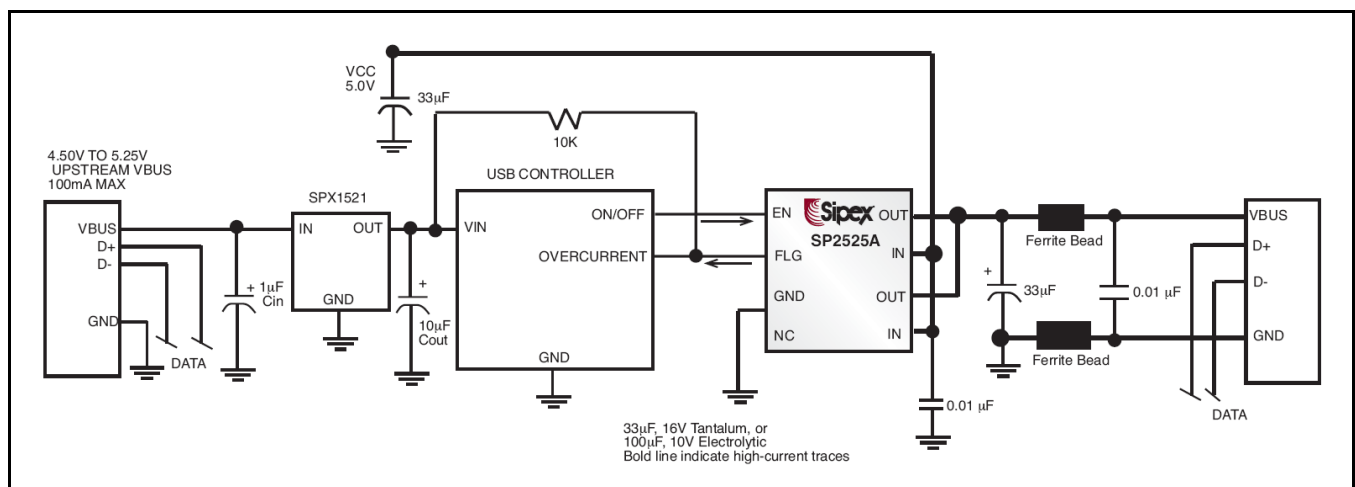 VCC
5.0V
33μF
10K
4.50V TO 5.25V
UPSTREAM VBUS
100mA MAX
VBUS
D+
D-
GND
DATA
+ 1μF
Cin
SPX1521
IN
OUT
GND
+
10μF
Cout
USB CONTROLLER
VIN
ON/OFF
OVERCURRENT
GND
Sipex
SP2525A
EN
FLG
GND
NC
OUT
IN
OUT
IN
0.01 μF
+
33μF
Ferrite Bead
Ferrite Bead
0.01 μF
VBUS
D+
D-
GND
DATA
33μF, 16V Tantalum, or
100μF, 10V Electrolytic
Bold line indicate high-current traces